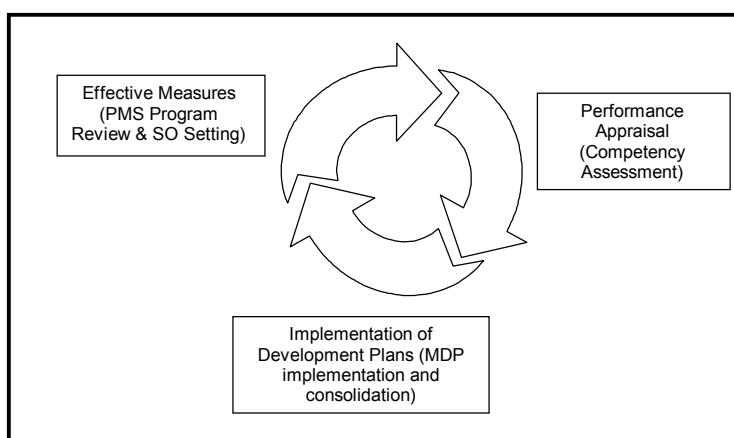 Effective Measures
(PMS Program
Review & SO Setting)
Performance
Appraisal
(Competency
Assessment)
Implementation of
Development Plans (MDP
implementation and
consolidation)